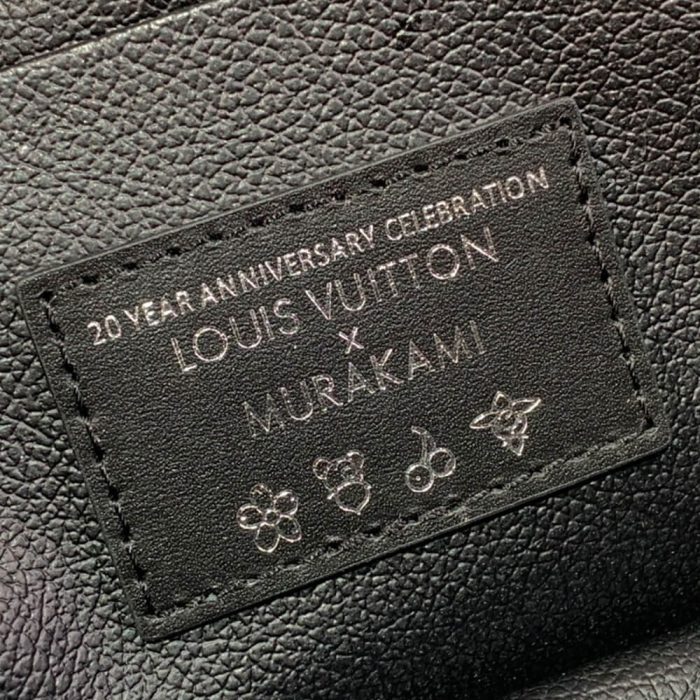 20 YEAR ANNIVERSARY CELEBRATION
LOUIS VUITTON
x
MURAKAMI